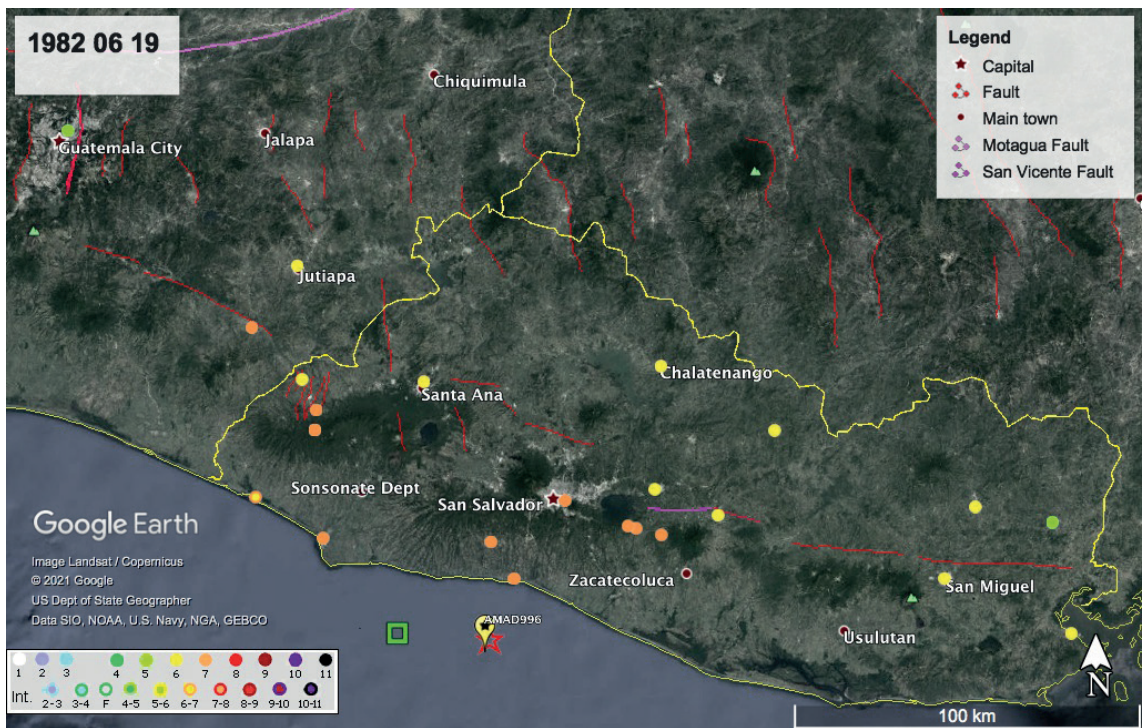 1982 06 19
Legend
Capital
Fault
Main town
Motagua Fault
San Vicente Fault
Chiquimula
Guatemala City
Jalapa
Jutiapa
Chalatenango
Santa Ana
Sonsonate Dept
San Salvador
Zacatecoluca
San Miguel
Usulutan
AMAD996
Google Earth
Image Landsat / Copernicus
© 2021 Google
US Dept of State Geographer
Data SIO, NOAA, U.S. Navy, NGA, GEBCO
1 2 3 4 5 6 7 8 9 10 11
Int. 2-3 3-4 F 4-5 5-6 6-7 7-8 8-9 9-10 10-11
N
100 km